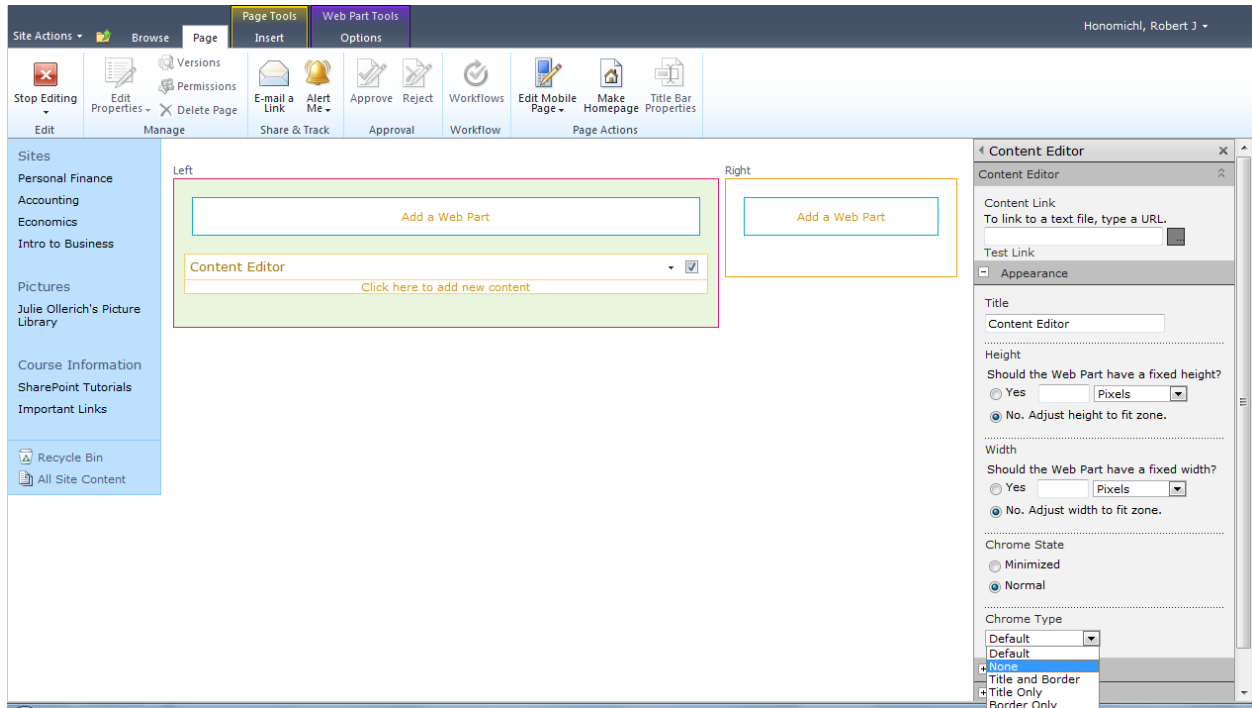 Page Tools
Web Part Tools
Honomichl, Robert J
Site Actions
Browse
Page
Insert
Options
Stop Editing
Edit
Properties
Versions
Permissions
Delete Page
E-mail a
Link
Alert
Me
Approve
Reject
Workflows
Edit Mobile
Page
Make
Homepage
Title Bar
Properties
Edit
Manage
Share & Track
Approval
Workflow
Page Actions
Sites
Personal Finance
Accounting
Economics
Intro to Business
Pictures
Julie Ollerich's Picture
Library
Course Information
SharePoint Tutorials
Important Links
Recycle Bin
All Site Content
Left
Add a Web Part
Content Editor
Click here to add new content
Right
Add a Web Part
Content Editor
Content Editor
Content Link
To link to a text file, type a URL.
...
Test Link
Appearance
Title
Content Editor
Height
Should the Web Part have a fixed height?
Yes
Pixels
No. Adjust height to fit zone.
Width
Should the Web Part have a fixed width?
Yes
Pixels
No. Adjust width to fit zone.
Chrome State
Minimized
Normal
Chrome Type
Default
Default
None
Title and Border
Title Only
Border Only